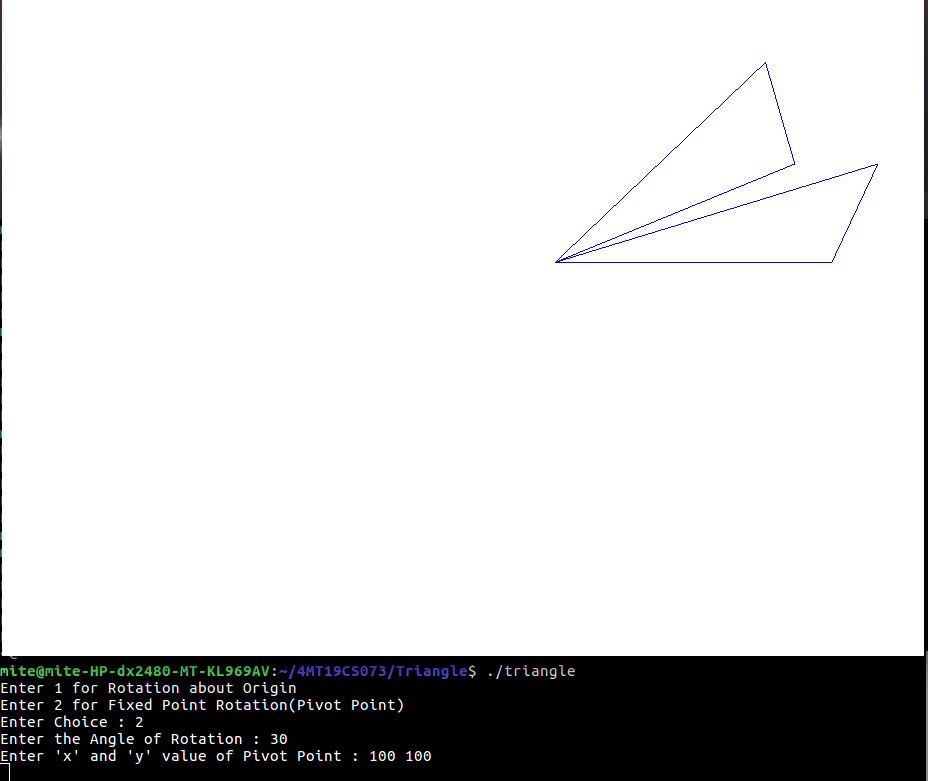 mite@mite-HP-dx2480-MT-KL969AV:~/4MT19CS073/Triangle$ ./triangle
Enter 1 for Rotation about Origin
Enter 2 for Fixed Point Rotation(Pivot Point)
Enter Choice : 2
Enter the Angle of Rotation : 30
Enter 'x' and 'y' value of Pivot Point : 100 100